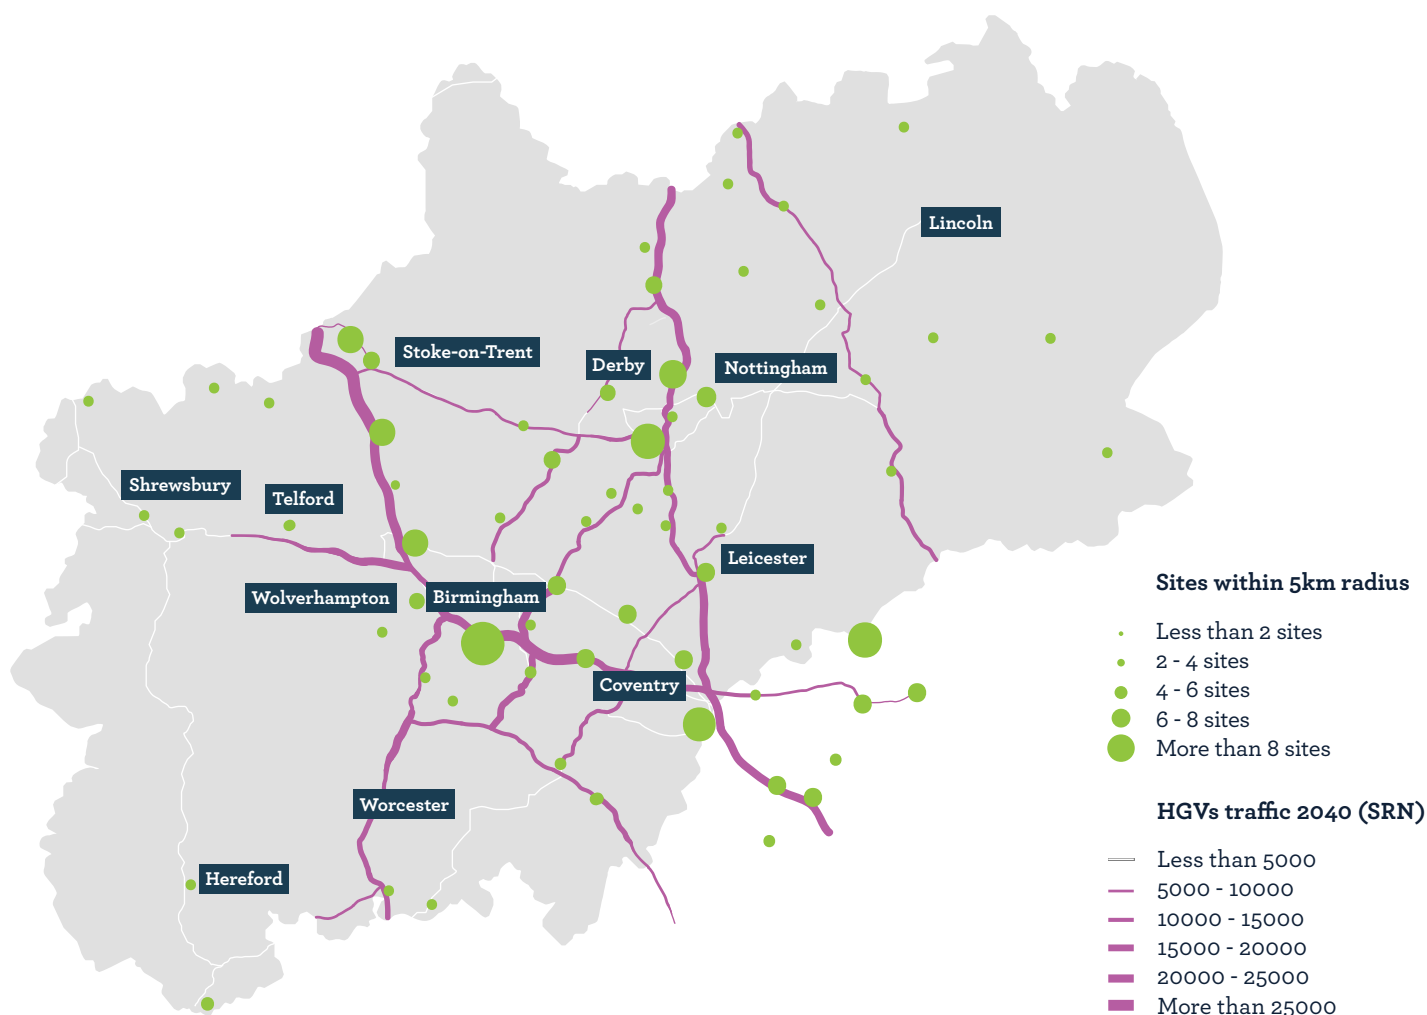 Lincoln
Stoke-on-Trent
Derby
Nottingham
Shrewsbury
Telford
Leicester
Wolverhampton
Birmingham
Coventry
Worcester
Hereford
Sites within 5km radius
Less than 2 sites
2 - 4 sites
4 - 6 sites
6 - 8 sites
More than 8 sites
HGVs traffic 2040 (SRN)
Less than 5000
5000 - 10000
10000 - 15000
15000 - 20000
20000 - 25000
More than 25000